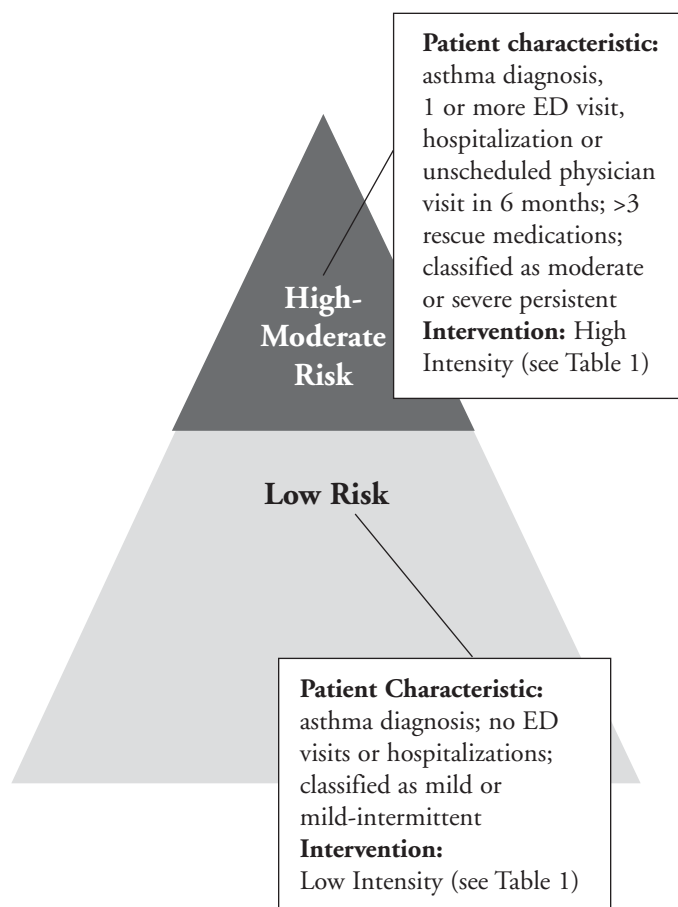 Patient characteristic:
asthma diagnosis,
1 or more ED visit,
hospitalization or
unscheduled physician
visit in 6 months; >3
rescue medications;
classified as moderate
or severe persistent
Intervention: High
Intensity (see Table 1)
High-
Moderate
Risk
Low Risk
Patient Characteristic:
asthma diagnosis; no ED
visits or hospitalizations;
classified as mild or
mild-intermittent
Intervention:
Low Intensity (see Table 1)